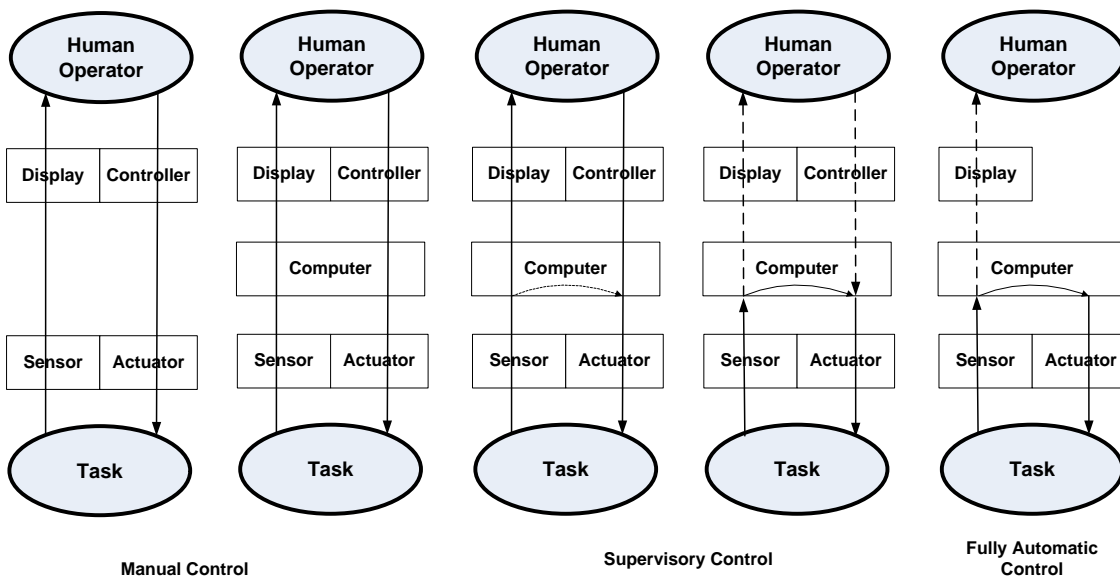 Human
Operator
Human
Operator
Human
Operator
Human
Operator
Human
Operator
Display
Controller
Display
Controller
Display
Controller
Display
Controller
Display
Computer
Computer
Computer
Computer
Sensor
Actuator
Sensor
Actuator
Sensor
Actuator
Sensor
Actuator
Sensor
Actuator
Task
Task
Task
Task
Task
Manual Control
Supervisory Control
Fully Automatic
Control